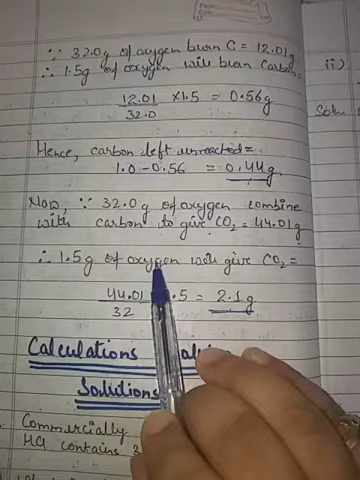 ∵ 32.0g of oxygen burn C = 12.01g
∴ 1.5g of oxygen will burn Carbon=
12.01/32.0 ×1.5 = 0.56g
ii)
Soln
Hence, carbon left unreacted=
1.0 - 0.56 = 0.44g
Now, ∵ 32.0g of oxygen combine
with carbon to give CO₂ = 44.01g
∴ 1.5g of oxygen will give CO₂ =
44.01/32 .5 = 2.1g
Calculations
Solutions
Commercially
HCl contains 3